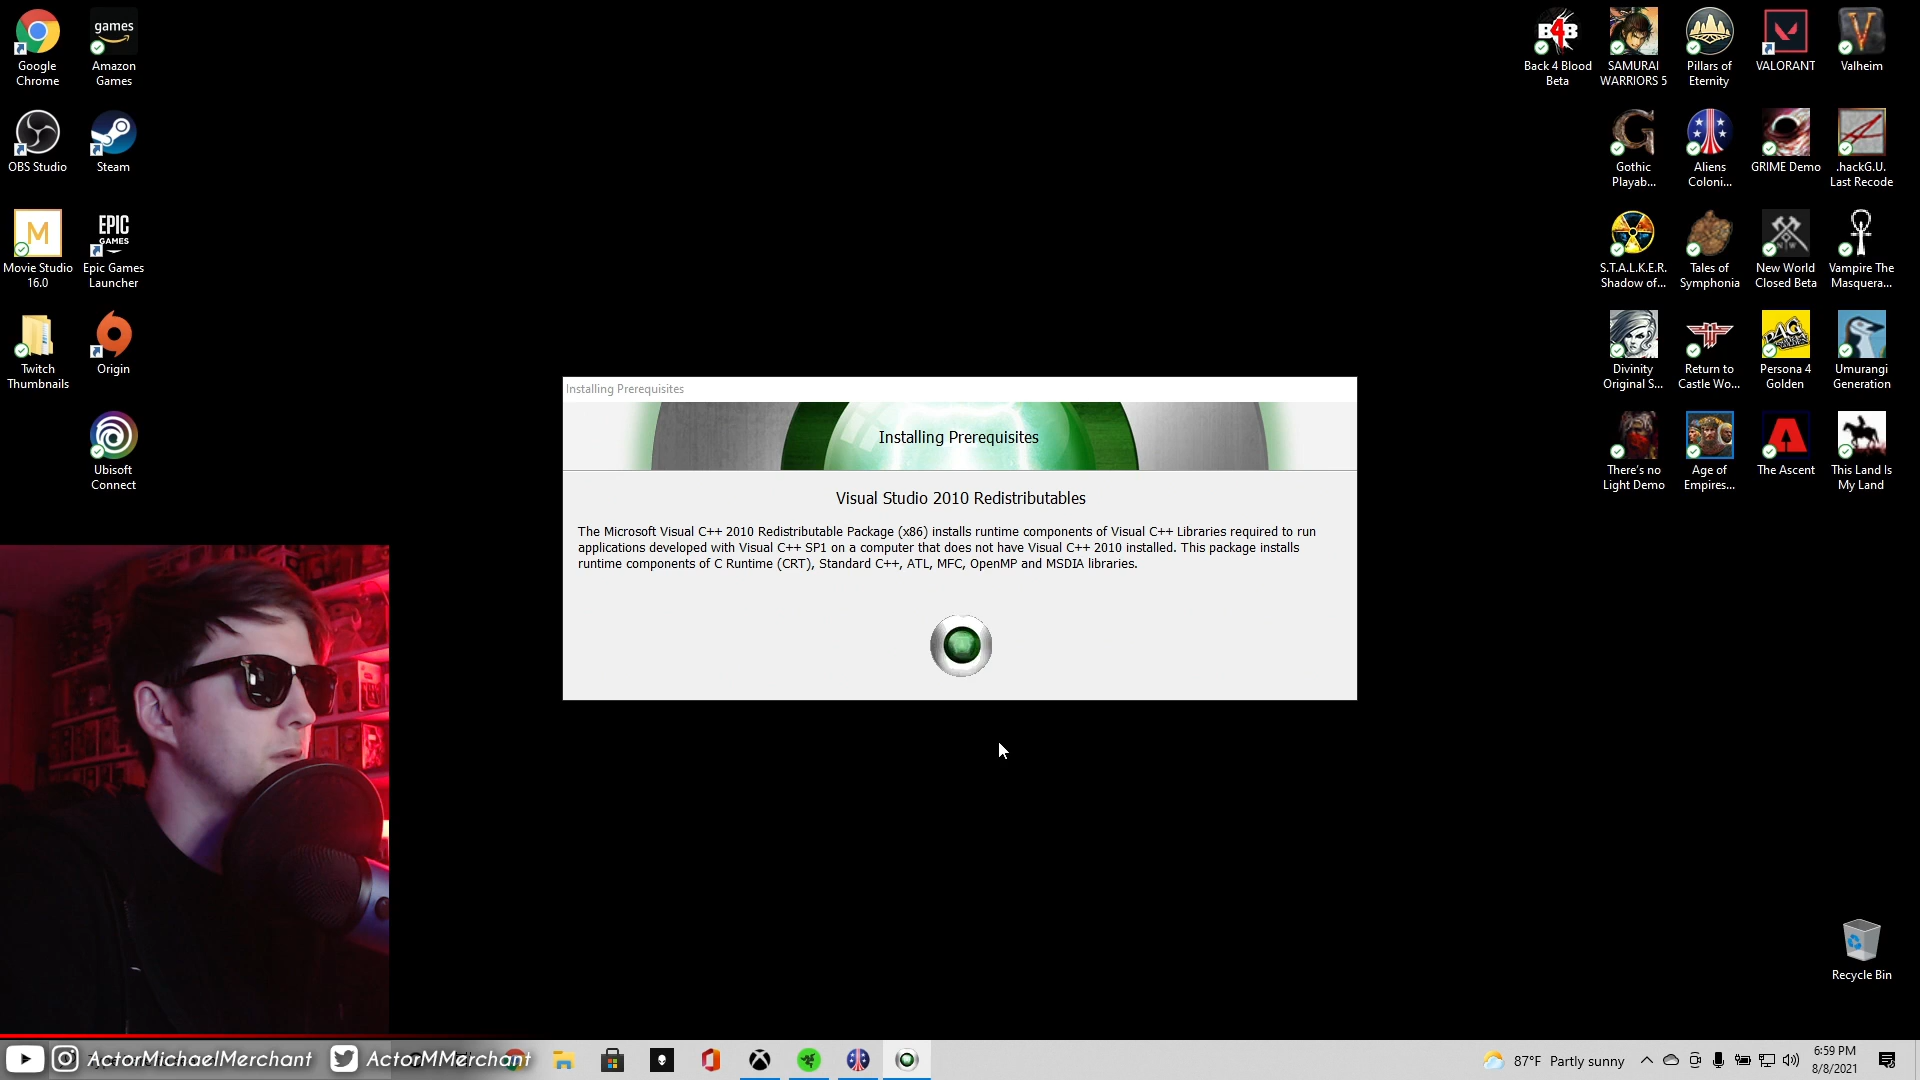 Google
Chrome
games
Amazon
Games
OBS Studio
Steam
M
Movie Studio
16.0
EPIC
GAMES
Epic Games
Launcher
Twitch
Thumbnails
Origin
Ubisoft
Connect
B4B
Back 4 Blood
Beta
SAMURAI
WARRIORS 5
Pillars of
Eternity
VALORANT
V
Valheim
G
Gothic
Playab...
Aliens
Coloni...
GRIME Demo
.hackG.U.
Last Recode
S.T.A.L.K.E.R.
Shadow of...
Tales of
Symphonia
N W
New World
Closed Beta
Vampire The
Masquera...
Divinity
Original S...
Return to
Castle Wo...
P4G
Persona 4
Golden
Umurangi
Generation
There's no
Light Demo
Age of
Empires...
The Ascent
This Land Is
My Land
Installing Prerequisites
Installing Prerequisites
Visual Studio 2010 Redistributables
The Microsoft Visual C++ 2010 Redistributable Package (x86) installs runtime components of Visual C++ Libraries required to run
applications developed with Visual C++ SP1 on a computer that does not have Visual C++ 2010 installed. This package installs
runtime components of C Runtime (CRT), Standard C++, ATL, MFC, OpenMP and MSDIA libraries.
Recycle Bin
ActorMichaelMerchant
ActorMMerchant
87°F Partly sunny
6:59 PM
8/8/2021